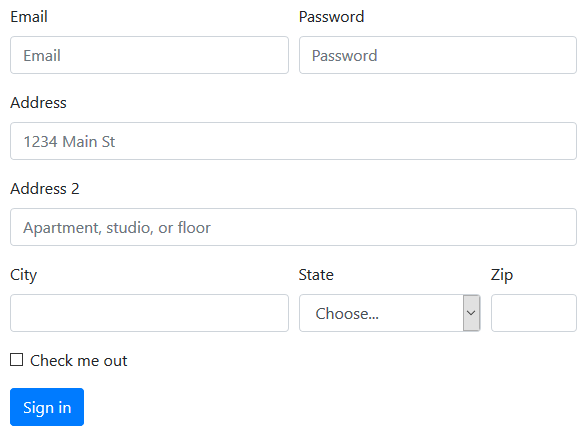 Email Password
Email Password
Address
1234 Main St
Address 2
Apartment, studio, or floor
City State Zip
Choose...
Check me out
Sign in